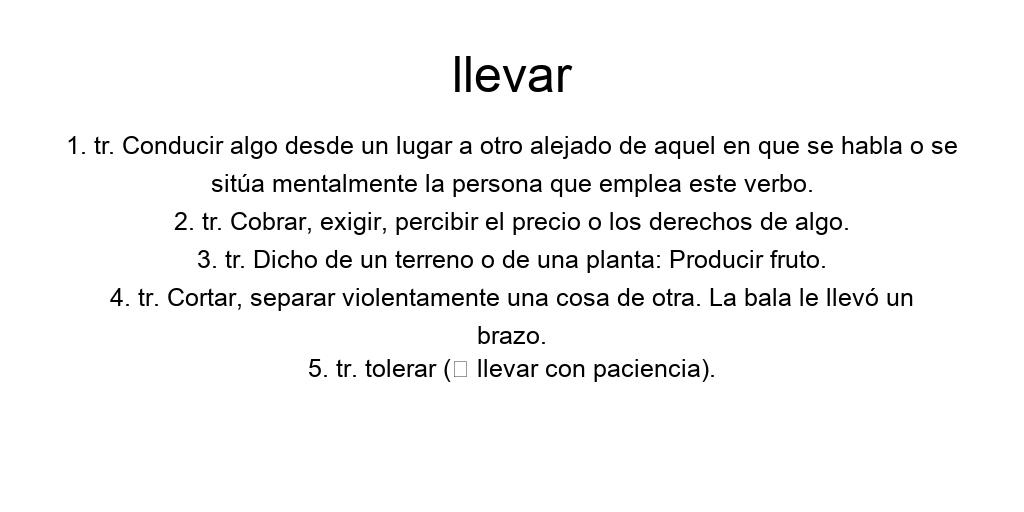 llevar
1. tr. Conducir algo desde un lugar a otro alejado de aquel en que se habla o se
sitúa mentalmente la persona que emplea este verbo.
2. tr. Cobrar, exigir, percibir el precio o los derechos de algo.
3. tr. Dicho de un terreno o de una planta: Producir fruto.
4. tr. Cortar, separar violentamente una cosa de otra. La bala le llevó un
brazo.
5. tr. tolerar (▯ llevar con paciencia).